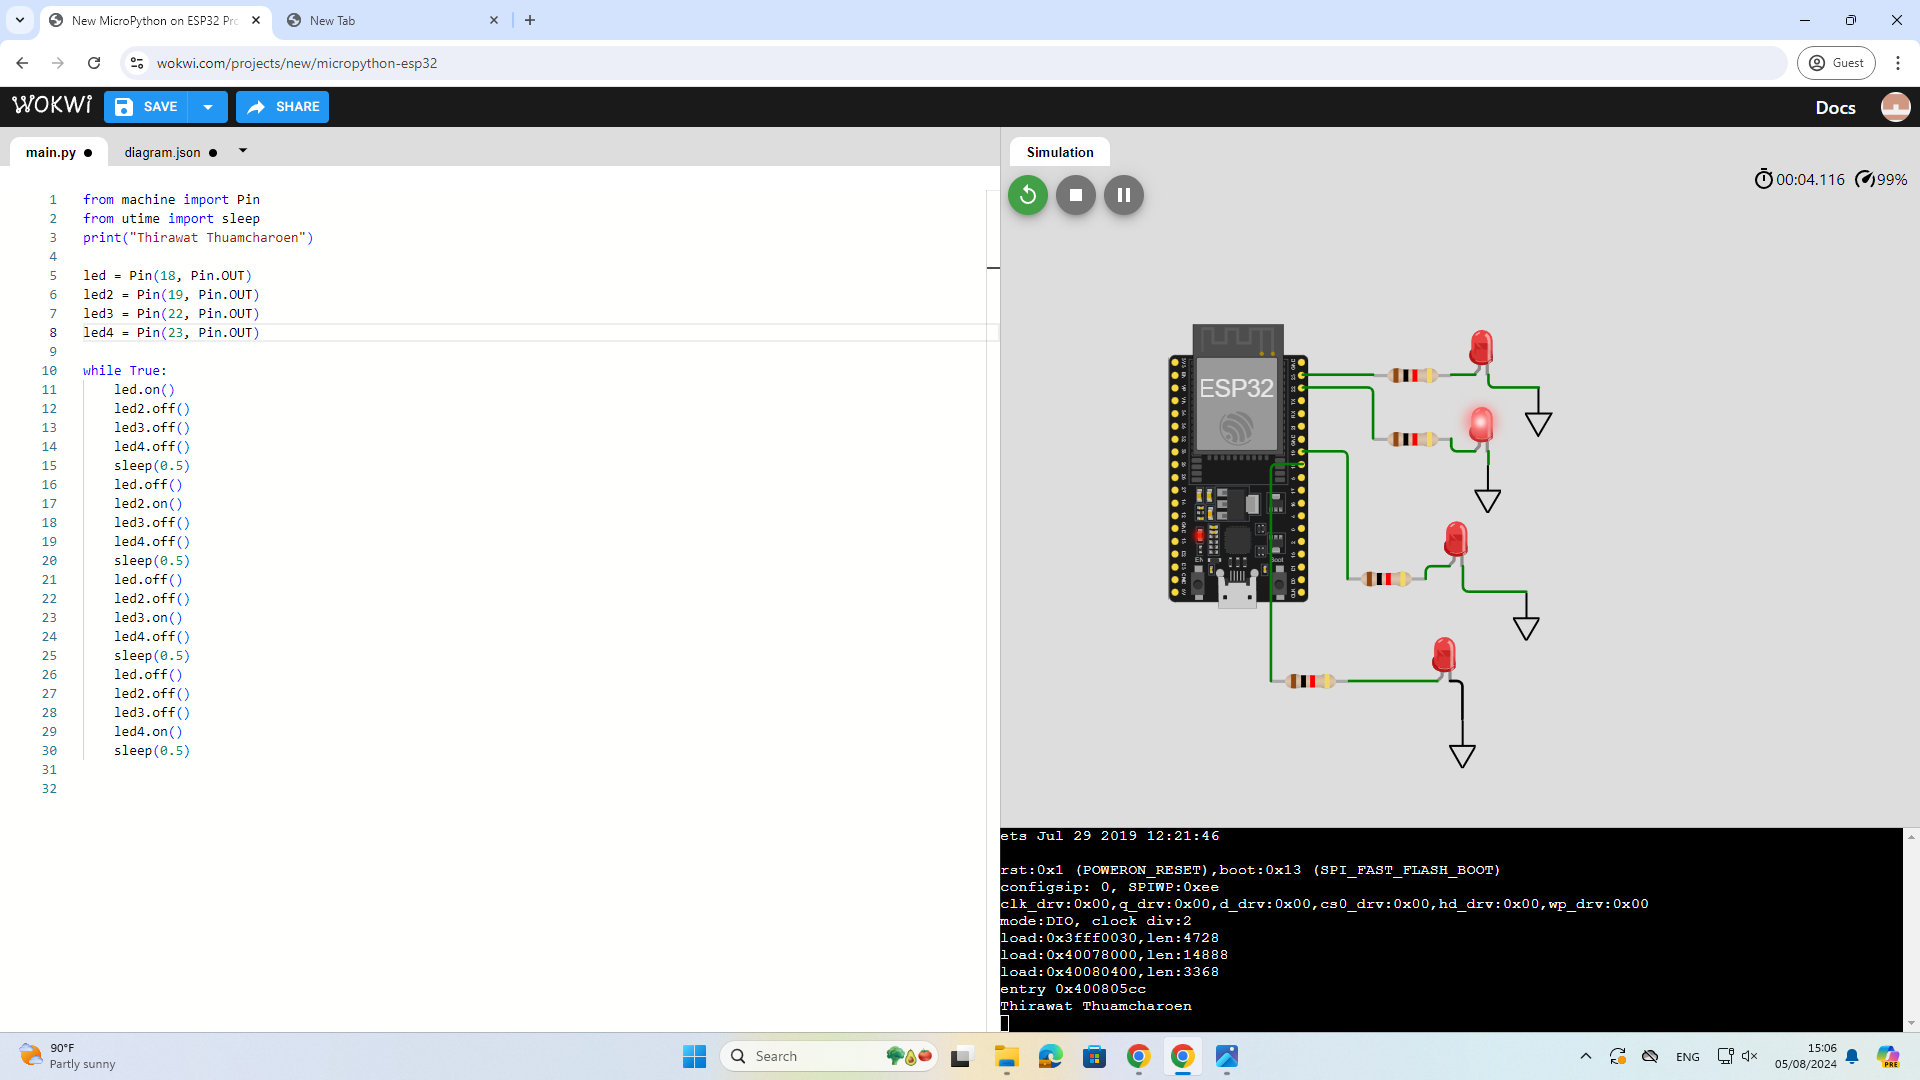 New MicroPython on ESP32 Pro
New Tab
wokwi.com/projects/new/micropython-esp32
Guest
WOKWi
SAVE
SHARE
Docs
main.py ●
diagram.json ●
Simulation
00:04.116
99%
1 from machine import Pin
2 from utime import sleep
3 print("Thirawat Thuamcharoen")
4
5 led = Pin(18, Pin.OUT)
6 led2 = Pin(19, Pin.OUT)
7 led3 = Pin(22, Pin.OUT)
8 led4 = Pin(23, Pin.OUT)
9
10 while True:
11 led.on()
12 led2.off()
13 led3.off()
14 led4.off()
15 sleep(0.5)
16 led.off()
17 led2.on()
18 led3.off()
19 led4.off()
20 sleep(0.5)
21 led.off()
22 led2.off()
23 led3.on()
24 led4.off()
25 sleep(0.5)
26 led.off()
27 led2.off()
28 led3.off()
29 led4.on()
30 sleep(0.5)
31
32
ESP32
ets Jul 29 2019 12:21:46
rst:0x1 (POWERON_RESET),boot:0x13 (SPI_FAST_FLASH_BOOT)
configsip: 0, SPIWP:0xee
clk_drv:0x00,q_drv:0x00,d_drv:0x00,cs0_drv:0x00,hd_drv:0x00,wp_drv:0x00
mode:DIO, clock div:2
load:0x3fff0030,len:4728
load:0x40078000,len:14888
load:0x40080400,len:3368
entry 0x400805cc
Thirawat Thuamcharoen
90°F
Partly sunny
Search
ENG
15:06
05/08/2024
PRE